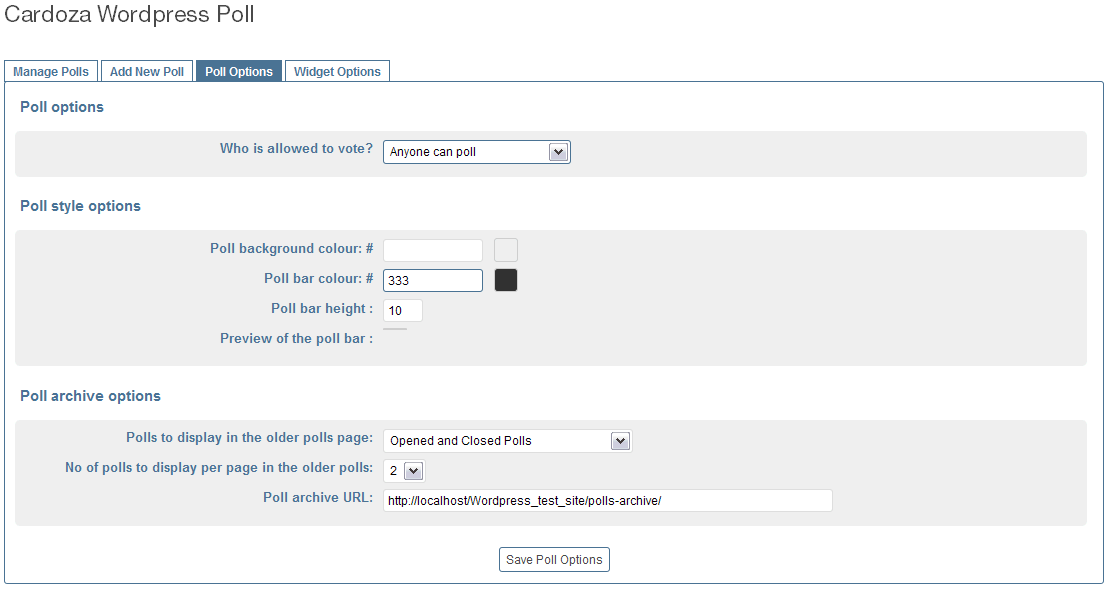 Cardoza Wordpress Poll
Manage Polls Add New Poll Poll Options Widget Options
Poll options
Who is allowed to vote? Anyone can poll
Poll style options
Poll background colour: #
Poll bar colour: # 333
Poll bar height : 10
Preview of the poll bar :
Poll archive options
Polls to display in the older polls page: Opened and Closed Polls
No of polls to display per page in the older polls: 2
Poll archive URL: http://localhost/Wordpress_test_site/polls-archive/
Save Poll Options